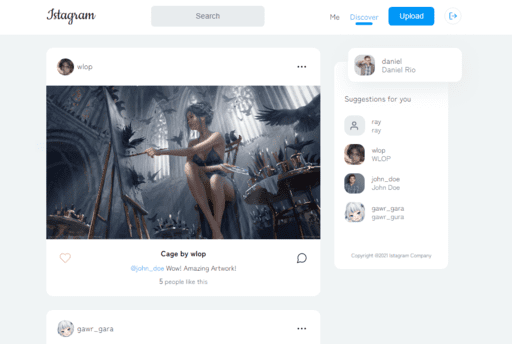 Istagram
Search
Me
Discover
Upload
wlop
daniel
Daniel Rio
Suggestions for you
ray
ray
wlop
WLOP
john_doe
John Doe
gawr_gara
gawr_gura
Copyright ©2021 Istagram Company
Cage by wlop
@john_doe Wow! Amazing Artwork!
5 people like this
gawr_gara